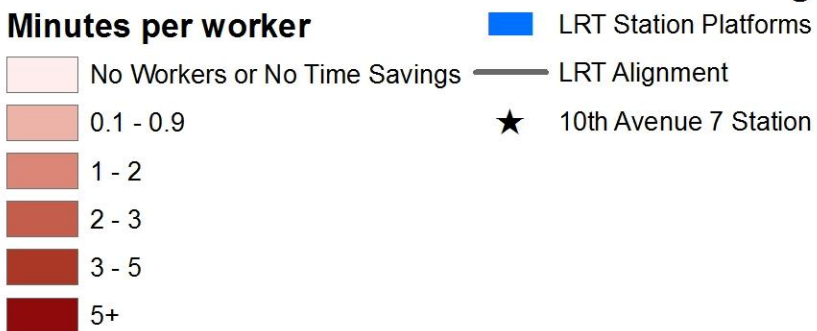 Minutes per worker
No Workers or No Time Savings
0.1 - 0.9
1 - 2
2 - 3
3 - 5
5+
LRT Station Platforms
LRT Alignment
10th Avenue 7 Station